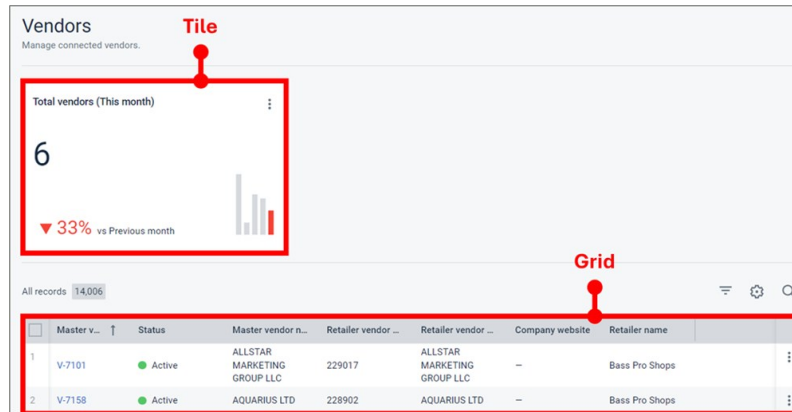 Vendors
Tile
Manage connected vendors.
Total vendors (This month)
6
33% vs Previous month
Grid
All records 14,006
Master v... ↑ Status Master vendor n... Retailer vendor ... Retailer vendor ... Company website Retailer name
1 V-7101 Active ALLSTAR MARKETING GROUP LLC 229017 ALLSTAR MARKETING GROUP LLC – Bass Pro Shops
2 V-7158 Active AQUARIUS LTD 228902 AQUARIUS LTD – Bass Pro Shops